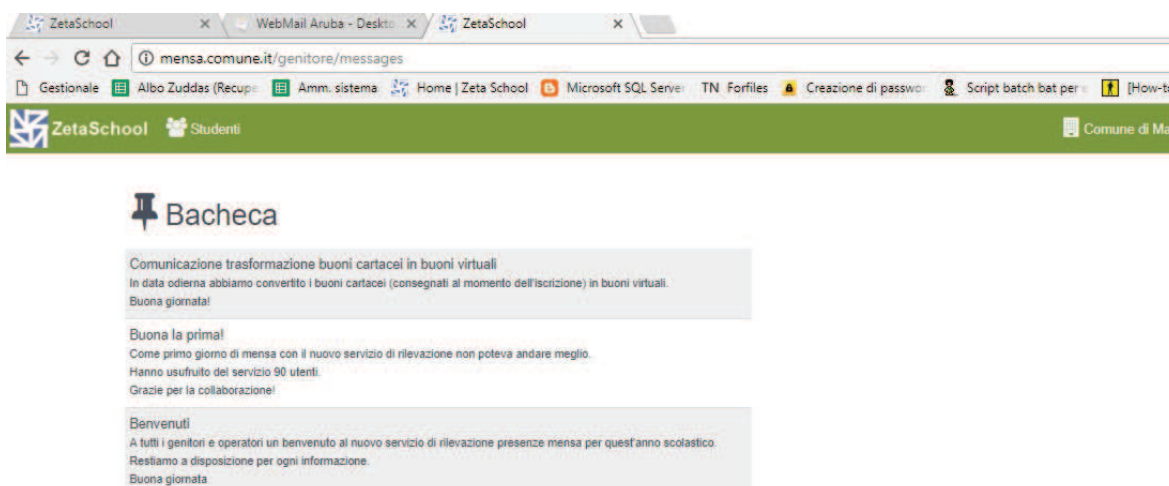 ZetaSchool
WebMail Aruba - Deskto
ZetaSchool
mensa.comune.it/genitore/messages
Gestionale Albo Zuddas (Recupe Amm. sistema Home | Zeta School Microsoft SQL Server TN Forfiles Creazione di passwor Script batch bat per [How-to
ZetaSchool Studenti Comune di Ma
Bacheca
Comunicazione trasformazione buoni cartacei in buoni virtuali
In data odierna abbiamo convertito i buoni cartacei (consegnati al momento dell'iscrizione) in buoni virtuali.
Buona giornata!
Buona la prima!
Come primo giorno di mensa con il nuovo servizio di rilevazione non poteva andare meglio.
Hanno usufruito del servizio 90 utenti.
Grazie per la collaborazione!
Benvenuti
A tutti i genitori e operatori un benvenuto al nuovo servizio di rilevazione presenze mensa per quest'anno scolastico.
Restiamo a disposizione per ogni informazione.
Buona giornata